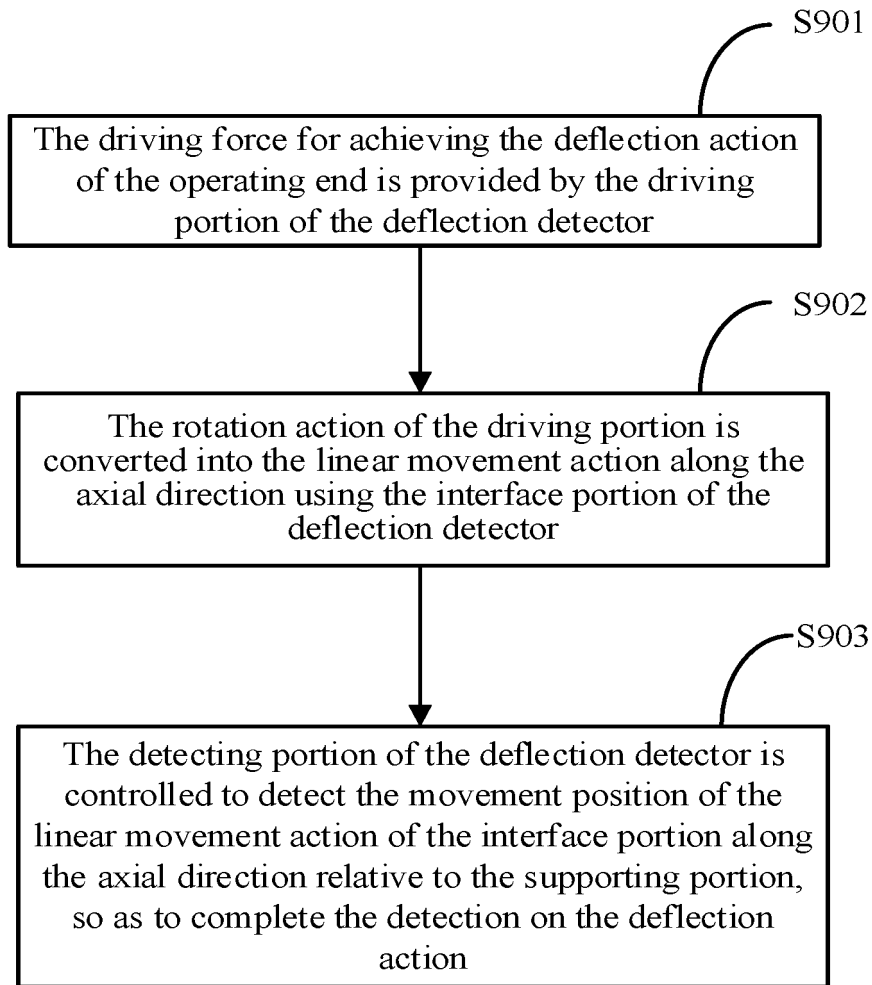 S901
The driving force for achieving the deflection action
of the operating end is provided by the driving
portion of the deflection detector
S902
The rotation action of the driving portion is
converted into the linear movement action along the
axial direction using the interface portion of the
deflection detector
S903
The detecting portion of the deflection detector is
controlled to detect the movement position of the
linear movement action of the interface portion along
the axial direction relative to the supporting portion,
so as to complete the detection on the deflection
action